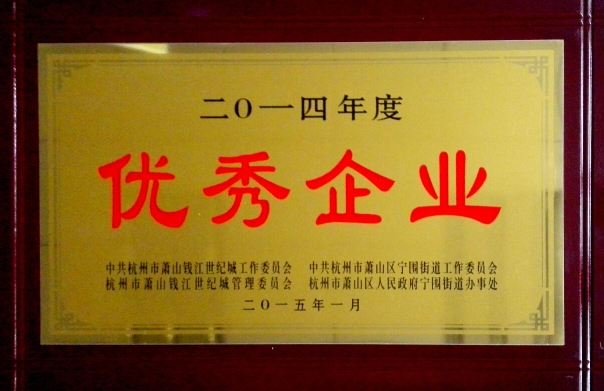 二〇一四年度
优秀企业
中共杭州市萧山钱江世纪城工作委员会 中共杭州市萧山区宁围街道工作委员会
杭州市萧山钱江世纪城管理委员会 杭州市萧山区人民政府宁围街道办事处
二〇一五年一月